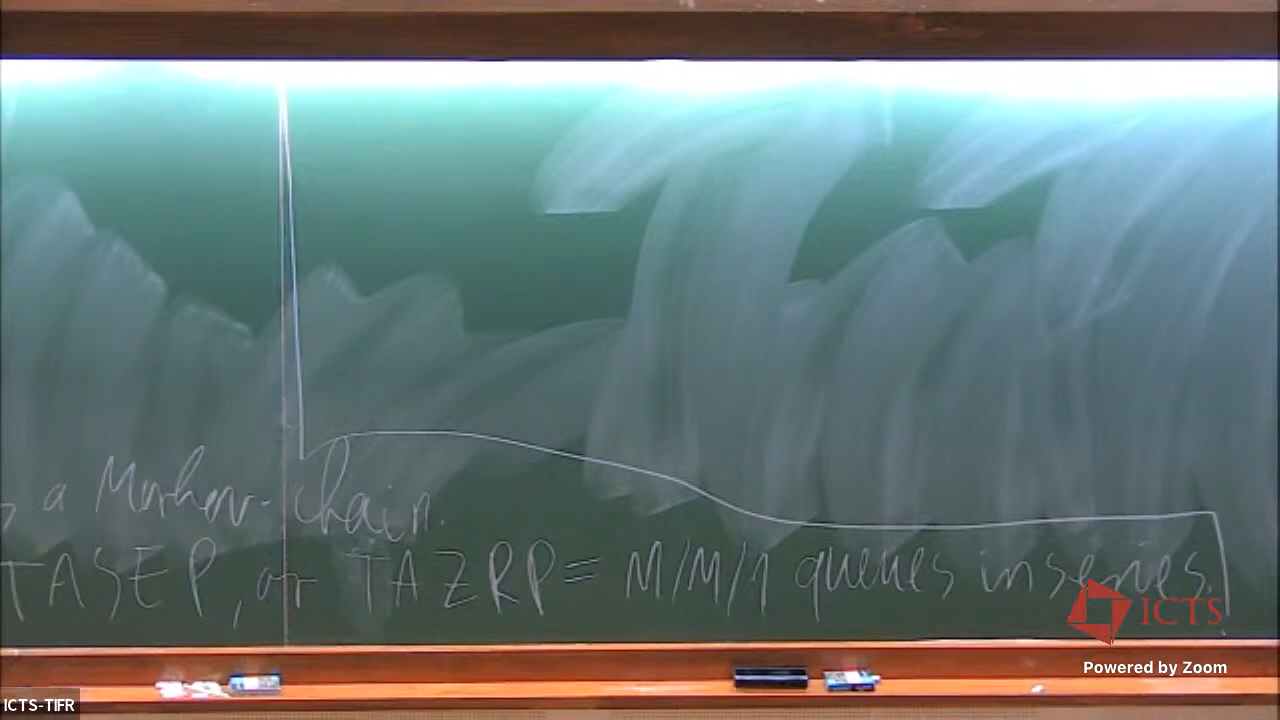 a Markov-chain.
TASEP, or TAZRP = M/M/1 queues in series.
ICTS
Powered by Zoom
ICTS-TIFR